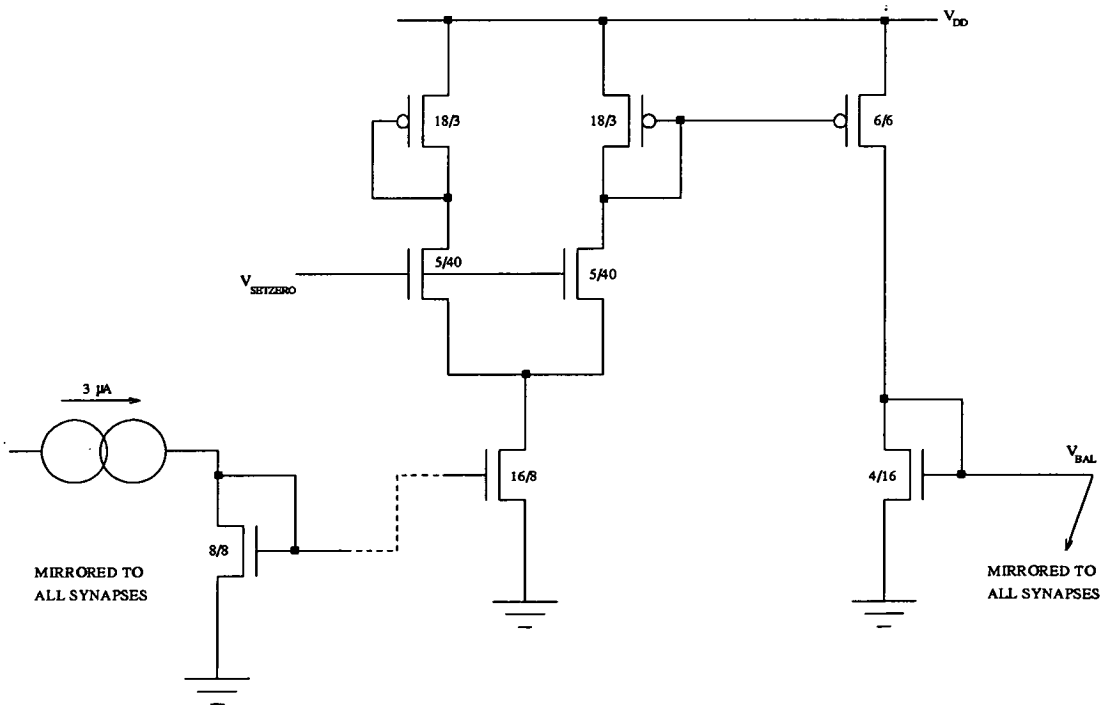 V_DD
18/3
18/3
6/6
5/40
5/40
V_SETZERO
3 μA
16/8
4/16
V_BAL
8/8
MIRRORED TO
ALL SYNAPSES
MIRRORED TO
ALL SYNAPSES